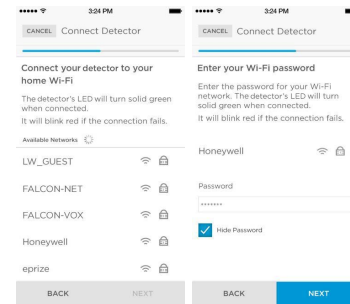 3:24 PM
CANCEL Connect Detector
Connect your detector to your
home Wi-Fi
The detector's LED will turn solid green
when connected.
It will blink red if the connection fails.
Available Networks
LW_GUEST
FALCON-NET
FALCON-VOX
Honeywell
eprize
BACK NEXT
3:24 PM
CANCEL Connect Detector
Enter your Wi-Fi password
Enter the password for your Wi-Fi
network. The detector's LED will turn
solid green when connected.
It will blink red if the connection fails.
Honeywell
Password
*******
Hide Password
BACK NEXT